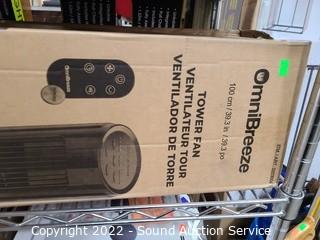 OmniBreeze
100 cm / 39.3 in / 39.3 po
TOWER FAN
VENTILATEUR TOUR
VENTILADOR DE TORRE
OmniBreeze
Copyright 2022 - Sound Auction Service